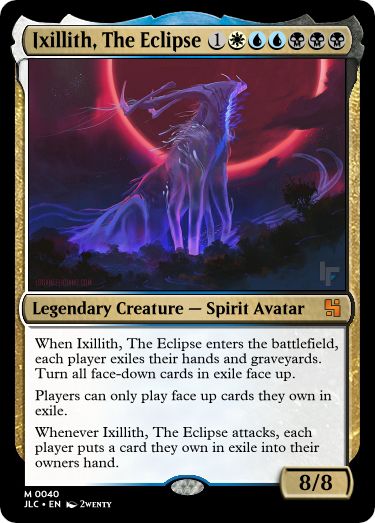 Ixillith, The Eclipse 1
Legendary Creature — Spirit Avatar
When Ixillith, The Eclipse enters the battlefield,
each player exiles their hands and graveyards.
Turn all face-down cards in exile face up.
Players can only play face up cards they own in
exile.
Whenever Ixillith, The Eclipse attacks, each
player puts a card they own in exile into their
owners hand.
8/8
M 0040
JLC • EN 2wenty